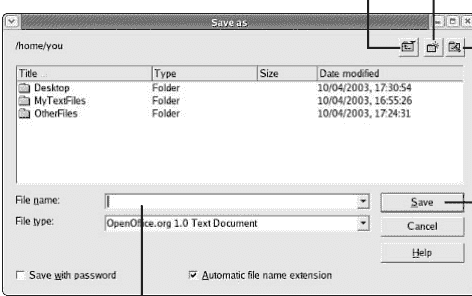 Save as
/home/you
Title Type Size Date modified
Desktop Folder 10/04/2003, 17:30:54
MyTextFiles Folder 10/04/2003, 16:55:26
OtherFiles Folder 10/04/2003, 17:24:31
File name: Save
File type: OpenOffice.org 1.0 Text Document Cancel
Help
Save with password Automatic file name extension